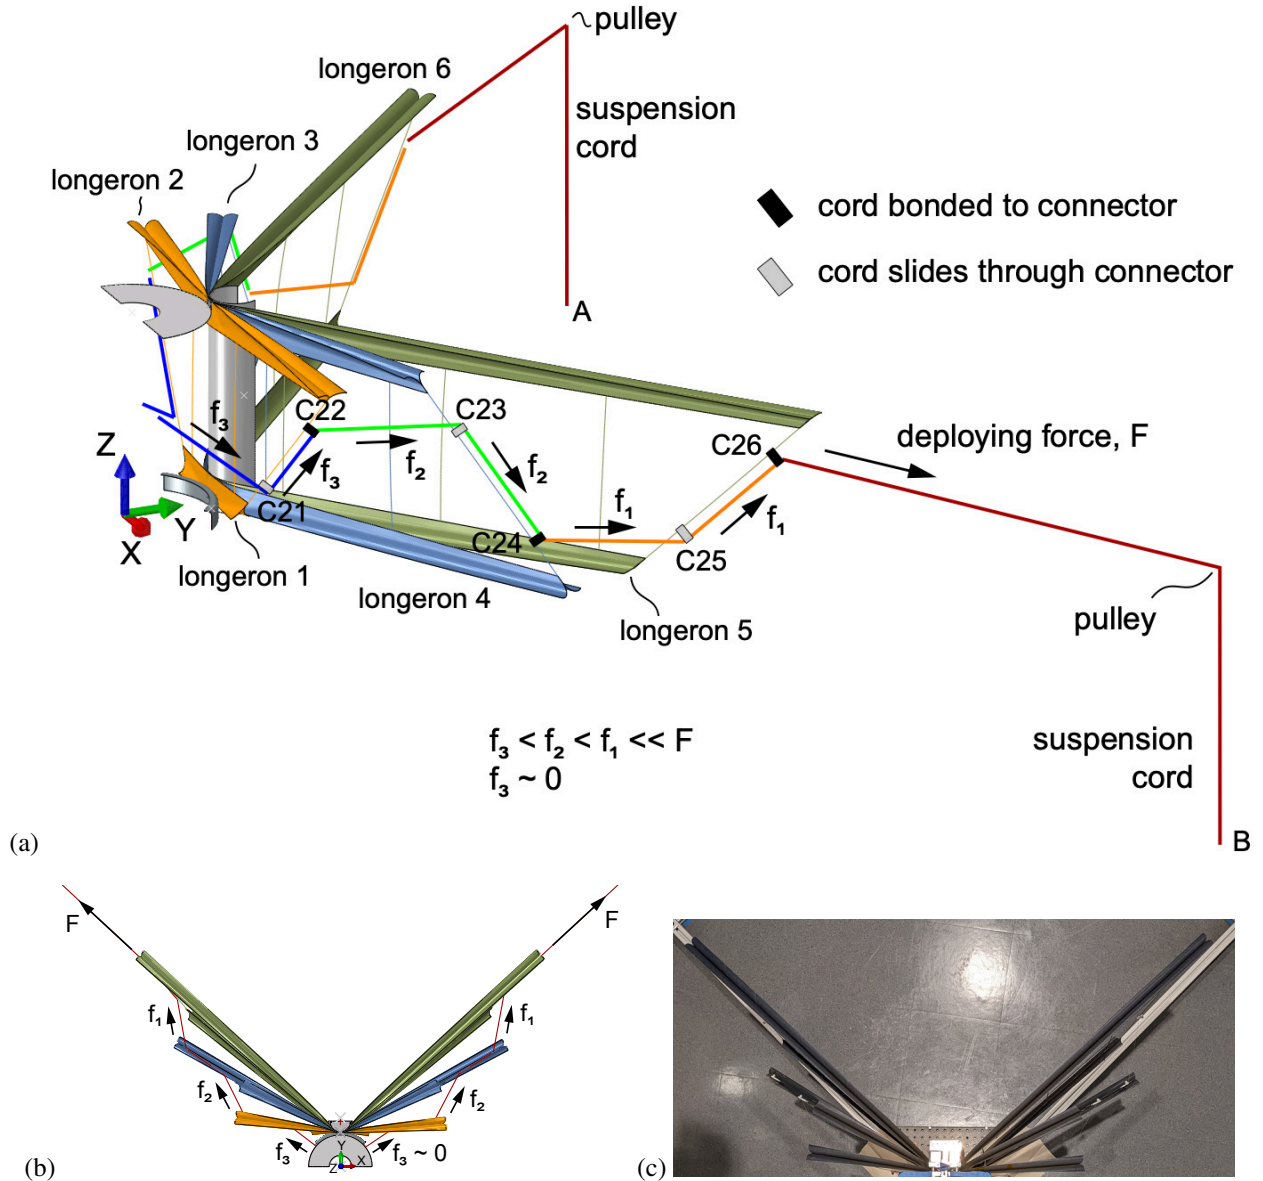 pulley
longeron 6
suspension
cord
longeron 3
longeron 2
cord bonded to connector
cord slides through connector
A
C22
C23
f3
f2
C26
deploying force, F
Z
Y
X
f3
f2
f1
f1
C21
C24
C25
longeron 1
longeron 4
longeron 5
pulley
f3 < f2 < f1 << F
f3 ~ 0
suspension
cord
(a)
B
F
F
f1
f1
f2
f2
f3
f3 ~ 0
Y
Z
X
(b)
(c)